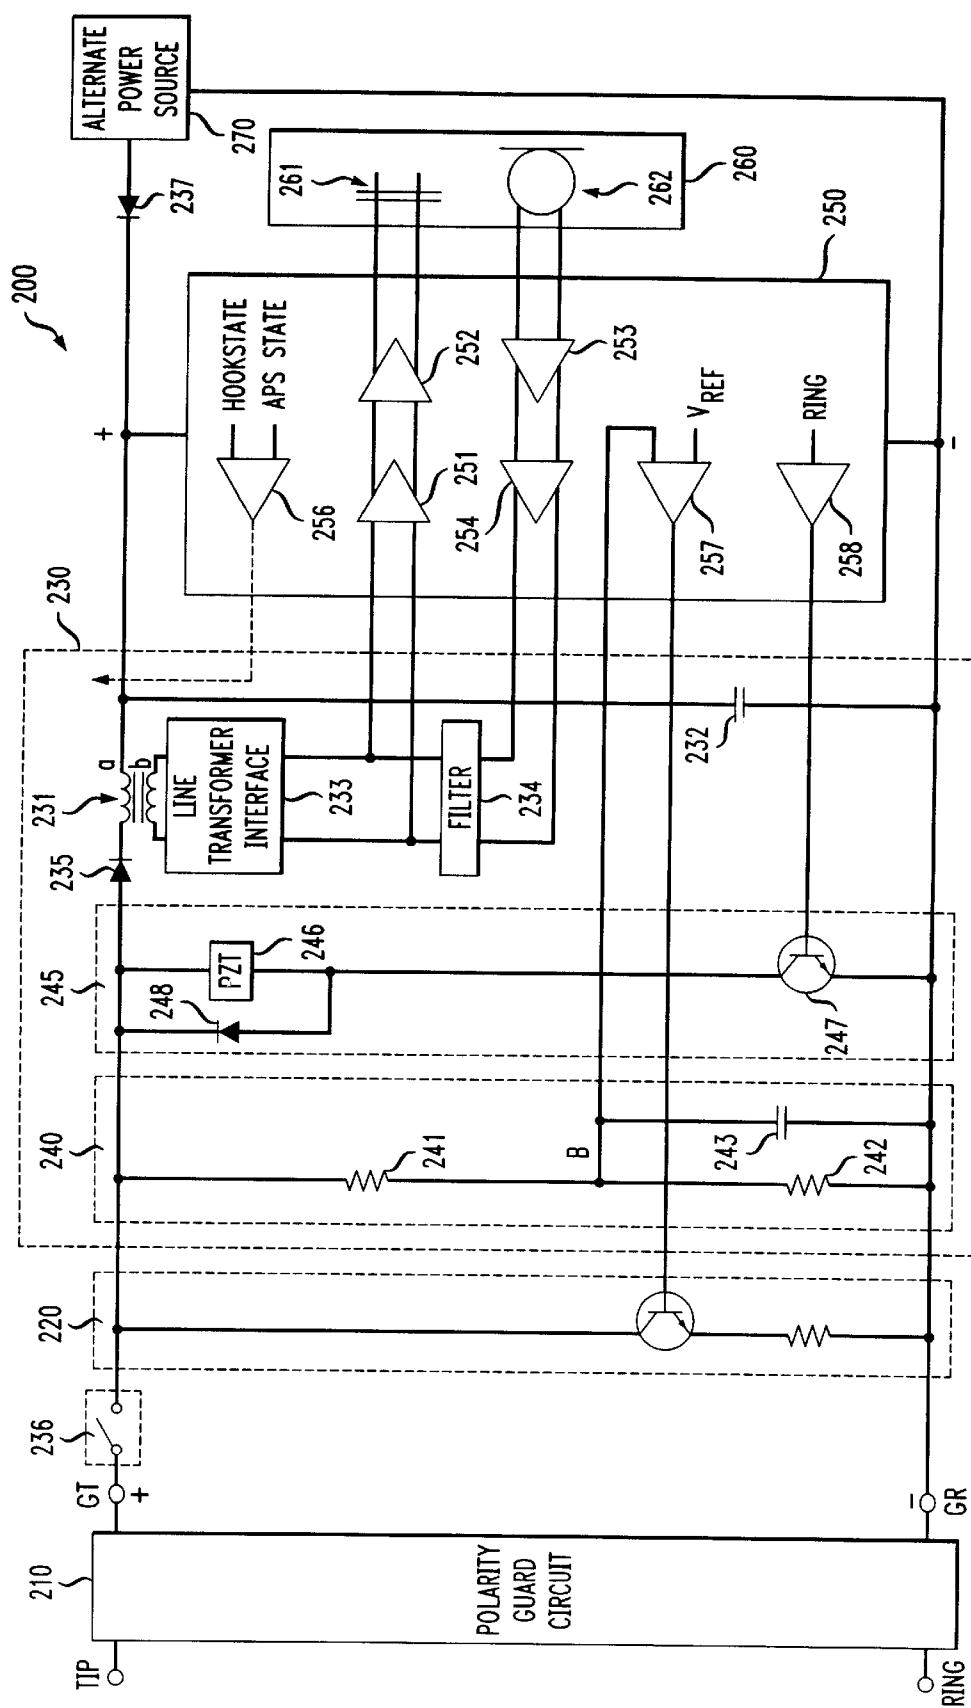 200
ALTERNATE
POWER
SOURCE
270
237
+
230
231
a
b
235
LINE
TRANSFORMER
INTERFACE
233
FILTER
234
232
HOOKSTATE
APS STATE
256
251
252
261
254
253
262
260
250
257
VREF
258
RING
-
245
248
PZT
246
247
240
241
B
243
242
220
236
GT
+
-
GR
210
POLARITY
GUARD
CIRCUIT
TIP
RING